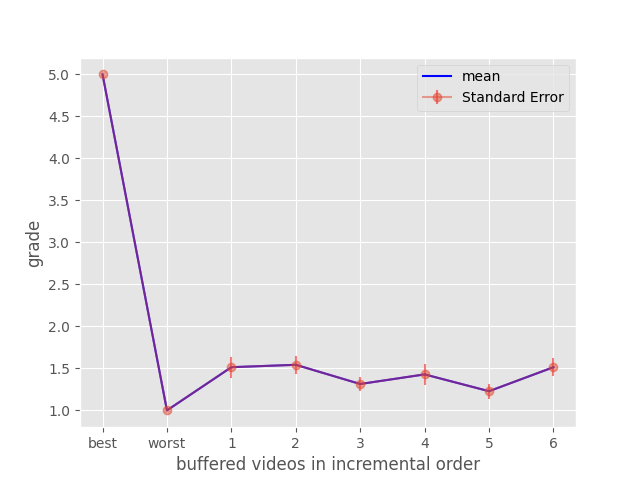 mean
Standard Error
5.0
4.5
4.0
3.5
3.0
2.5
2.0
1.5
1.0
grade
best worst 1 2 3 4 5 6
buffered videos in incremental order